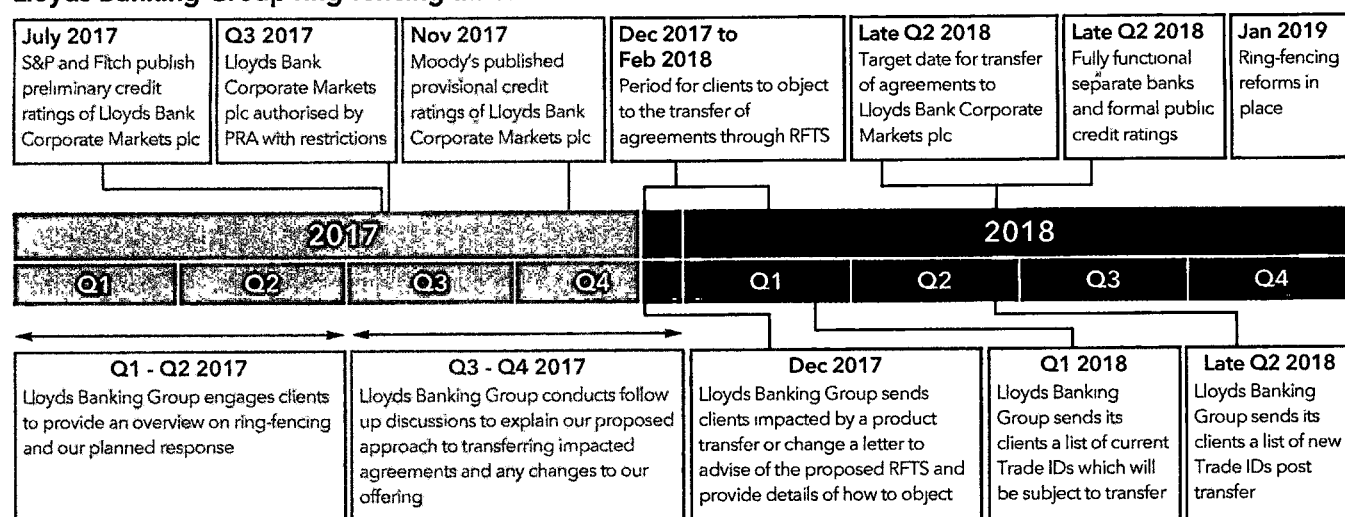 Lloyds Banking Group ring-fencing
July 2017
S&P and Fitch publish
preliminary credit
ratings of Lloyds Bank
Corporate Markets plc
Q3 2017
Lloyds Bank
Corporate Markets
plc authorised by
PRA with restrictions
Nov 2017
Moody's published
provisional credit
ratings of Lloyds Bank
Corporate Markets plc
Dec 2017 to
Feb 2018
Period for clients to object
to the transfer of
agreements through RFTS
Late Q2 2018
Target date for transfer
of agreements to
Lloyds Bank Corporate
Markets plc
Late Q2 2018
Fully functional
separate banks
and formal public
credit ratings
Jan 2019
Ring-fencing
reforms in
place
2017
2018
Q1
Q2
Q3
Q4
Q1
Q2
Q3
Q4
Q1 - Q2 2017
Lloyds Banking Group engages clients
to provide an overview on ring-fencing
and our planned response
Q3 - Q4 2017
Lloyds Banking Group conducts follow
up discussions to explain our proposed
approach to transferring impacted
agreements and any changes to our
offering
Dec 2017
Lloyds Banking Group sends
clients impacted by a product
transfer or change a letter to
advise of the proposed RFTS and
provide details of how to object
Q1 2018
Lloyds Banking
Group sends its
clients a list of current
Trade IDs which will
be subject to transfer
Late Q2 2018
Lloyds Banking
Group sends its
clients a list of new
Trade IDs post
transfer